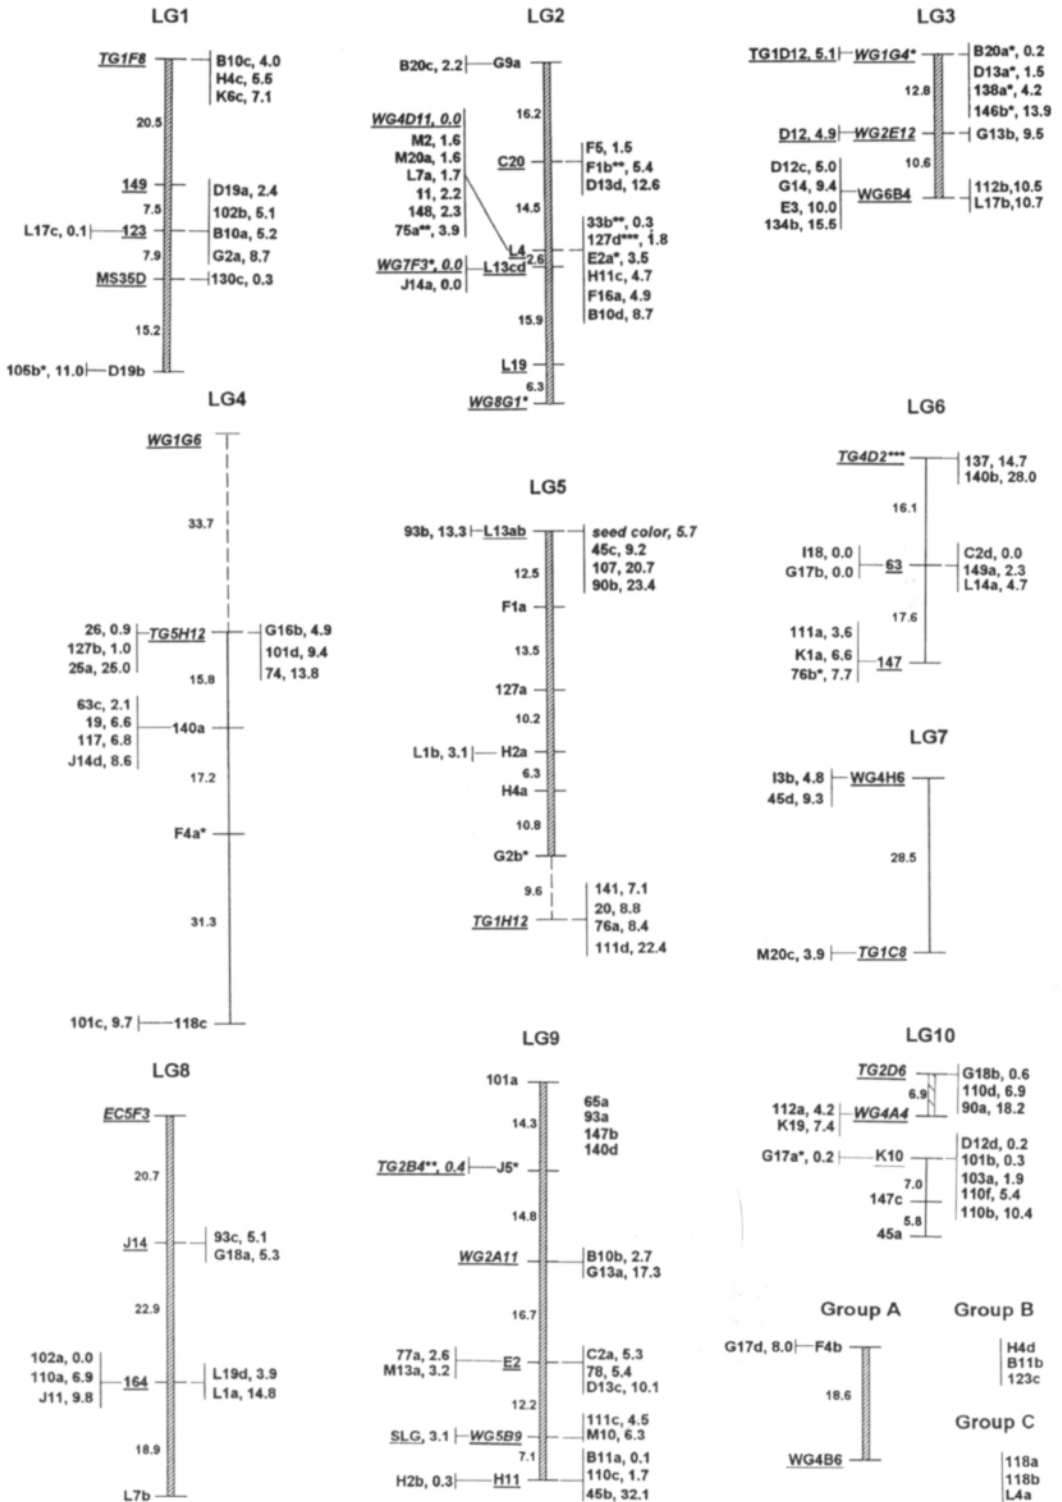 LG1
TG1F8
B10c, 4.0
H4c, 5.5
K6c, 7.1
20.5
149
7.5
D19a, 2.4
102b, 5.1
B10a, 5.2
G2a, 8.7
L17c, 0.1
123
7.9
MS35D
130c, 0.3
15.2
105b*, 11.0
D19b
LG2
B20c, 2.2
G9a
16.2
WG4D11, 0.0
M2, 1.6
M20a, 1.6
L7a, 1.7
11, 2.2
148, 2.3
75a**, 3.9
C20
F5, 1.5
F1b**, 5.4
D13d, 12.6
14.5
L4
33b**, 0.3
127d***, 1.8
E2a*, 3.5
H11c, 4.7
F16a, 4.9
B10d, 8.7
2.6
WG7F3*, 0.0
J14a, 0.0
L13cd
15.9
L19
6.3
WG8G1*
LG3
TG1D12, 5.1
WG1G4*
B20a*, 0.2
D13a*, 1.5
138a*, 4.2
146b*, 13.9
12.8
D12, 4.9
WG2E12
G13b, 9.5
10.6
D12c, 5.0
G14, 9.4
E3, 10.0
134b, 15.5
WG6B4
112b, 10.5
L17b, 10.7
LG4
WG1G6
33.7
26, 0.9
127b, 1.0
25a, 25.0
TG5H12
G16b, 4.9
101d, 9.4
74, 13.8
15.8
63c, 2.1
19, 6.6
117, 6.8
J14d, 8.6
140a
17.2
F4a*
31.3
101c, 9.7
118c
LG5
93b, 13.3
L13ab
seed color, 5.7
45c, 9.2
107, 20.7
90b, 23.4
12.5
F1a
13.5
127a
10.2
L1b, 3.1
H2a
6.3
H4a
10.8
G2b*
9.6
TG1H12
141, 7.1
20, 8.8
76a, 8.4
111d, 22.4
LG6
TG4D2***
137, 14.7
140b, 28.0
16.1
I18, 0.0
G17b, 0.0
63
C2d, 0.0
149a, 2.3
L14a, 4.7
17.6
111a, 3.6
K1a, 6.6
76b*, 7.7
147
LG7
I3b, 4.8
45d, 9.3
WG4H6
28.5
M20c, 3.9
TG1C8
LG8
EC5F3
20.7
J14
93c, 5.1
G18a, 5.3
22.9
102a, 0.0
110a, 6.9
J11, 9.8
164
L19d, 3.9
L1a, 14.8
18.9
L7b
LG9
101a
14.3
65a
93a
147b
140d
TG2B4**, 0.4
J5*
14.8
WG2A11
B10b, 2.7
G13a, 17.3
16.7
77a, 2.6
M13a, 3.2
E2
C2a, 5.3
78, 5.4
D13c, 10.1
12.2
SLG, 3.1
WG5B9
111c, 4.5
M10, 6.3
7.1
H2b, 0.3
H11
B11a, 0.1
110c, 1.7
45b, 32.1
LG10
TG2D6
G18b, 0.6
110d, 6.9
90a, 18.2
6.9
112a, 4.2
K19, 7.4
WG4A4
G17a*, 0.2
K10
D12d, 0.2
101b, 0.3
103a, 1.9
110f, 5.4
110b, 10.4
7.0
147c
5.8
45a
Group A
G17d, 8.0
F4b
18.6
WG4B6
Group B
H4d
B11b
123c
Group C
118a
118b
L4a